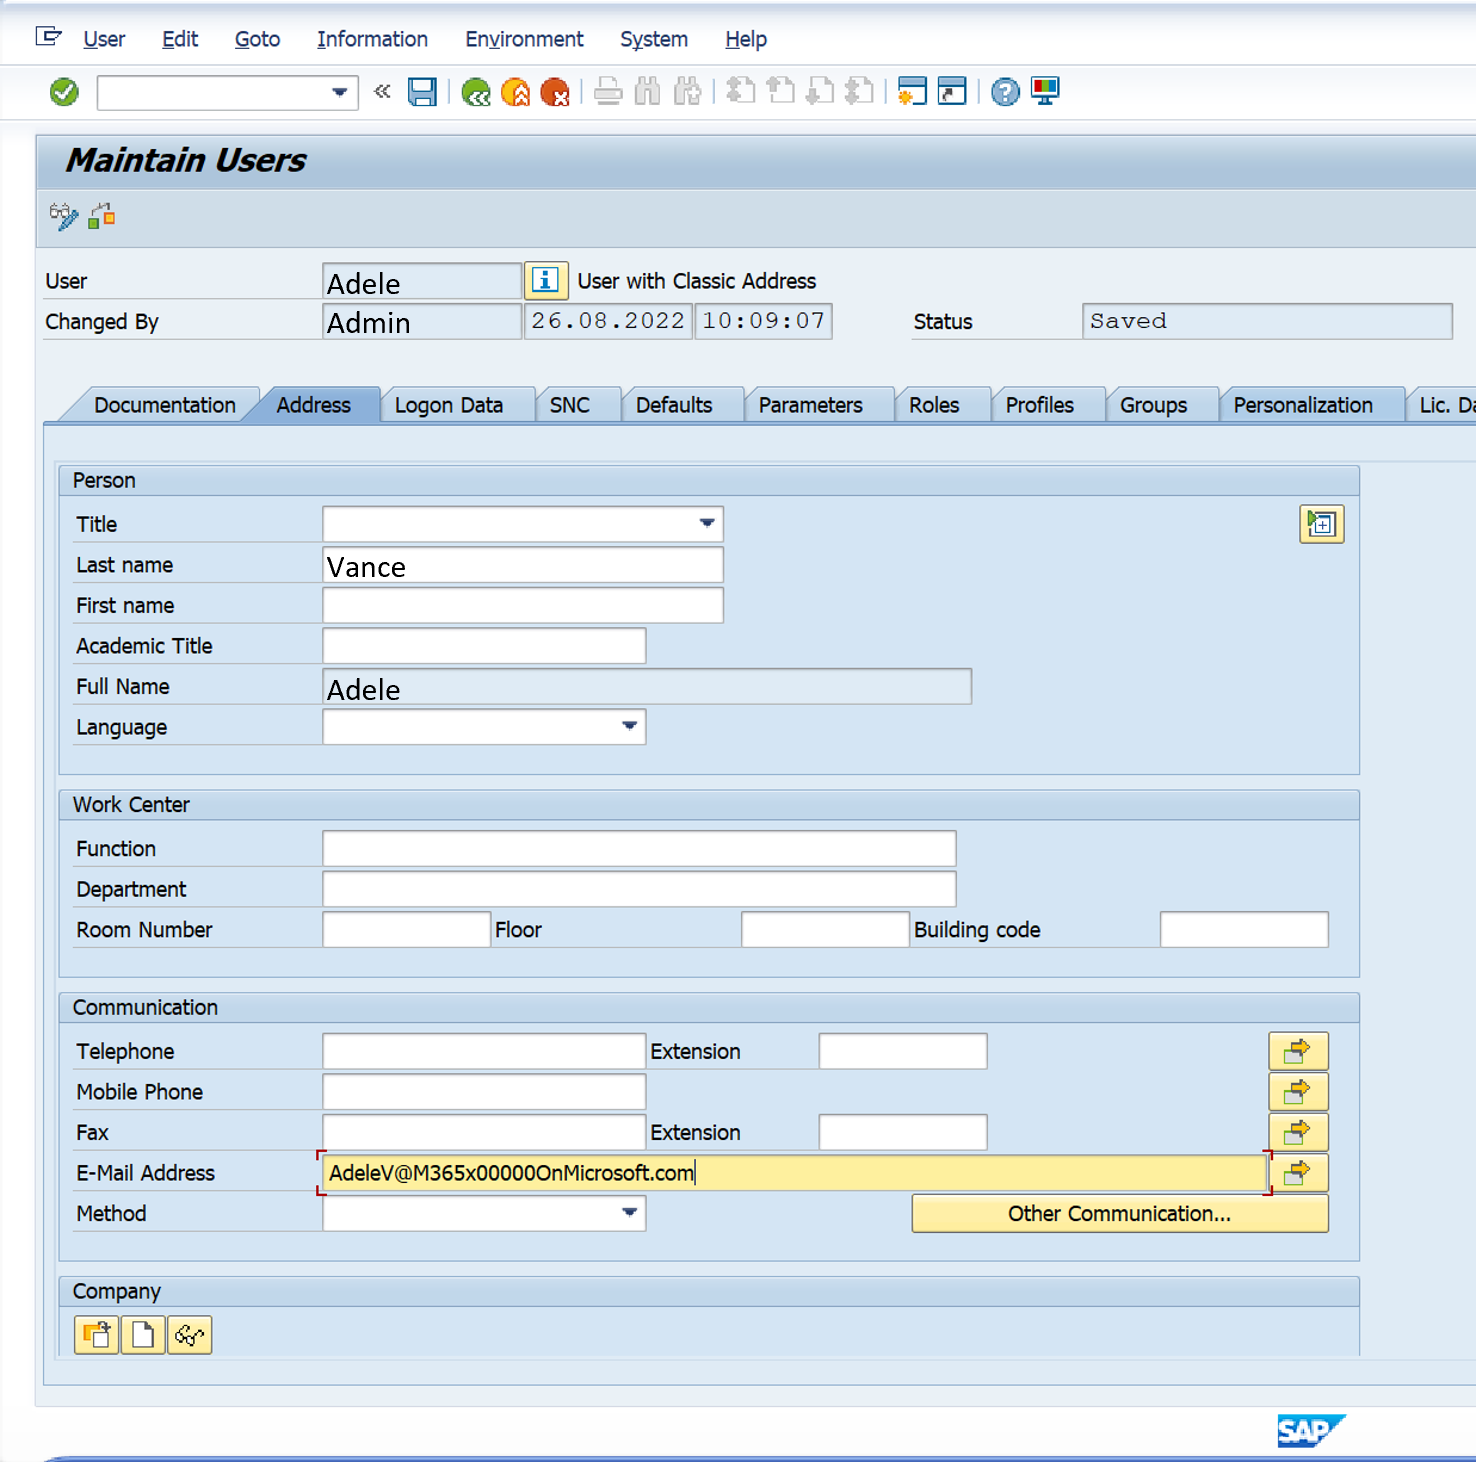 User Edit Goto Information Environment System Help
Maintain Users
User Adele User with Classic Address
Changed By Admin 26.08.2022 10:09:07 Status Saved
Documentation Address Logon Data SNC Defaults Parameters Roles Profiles Groups Personalization Lic.
Person
Title
Last name Vance
First name
Academic Title
Full Name Adele
Language
Work Center
Function
Department
Room Number Floor Building code
Communication
Telephone Extension
Mobile Phone
Fax Extension
E-Mail Address AdeleV@M365x00000OnMicrosoft.com
Method Other Communication...
Company
SAP